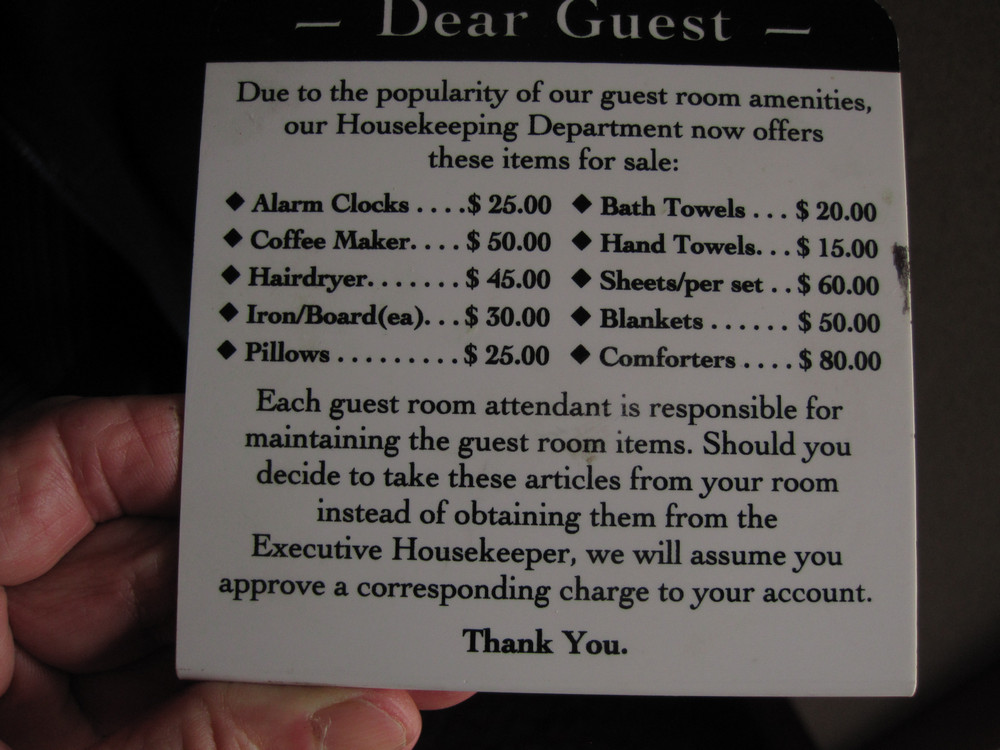 — Dear Guest —
Due to the popularity of our guest room amenities,
our Housekeeping Department now offers
these items for sale:
◆ Alarm Clocks ....$ 25.00 ◆ Bath Towels ... $ 20.00
◆ Coffee Maker.... $ 50.00 ◆ Hand Towels... $ 15.00
◆ Hairdryer....... $ 45.00 ◆ Sheets/per set .. $ 60.00
◆ Iron/Board(ea)... $ 30.00 ◆ Blankets ...... $ 50.00
◆ Pillows .........$ 25.00 ◆ Comforters .... $ 80.00
Each guest room attendant is responsible for
maintaining the guest room items. Should you
decide to take these articles from your room
instead of obtaining them from the
Executive Housekeeper, we will assume you
approve a corresponding charge to your account.
Thank You.